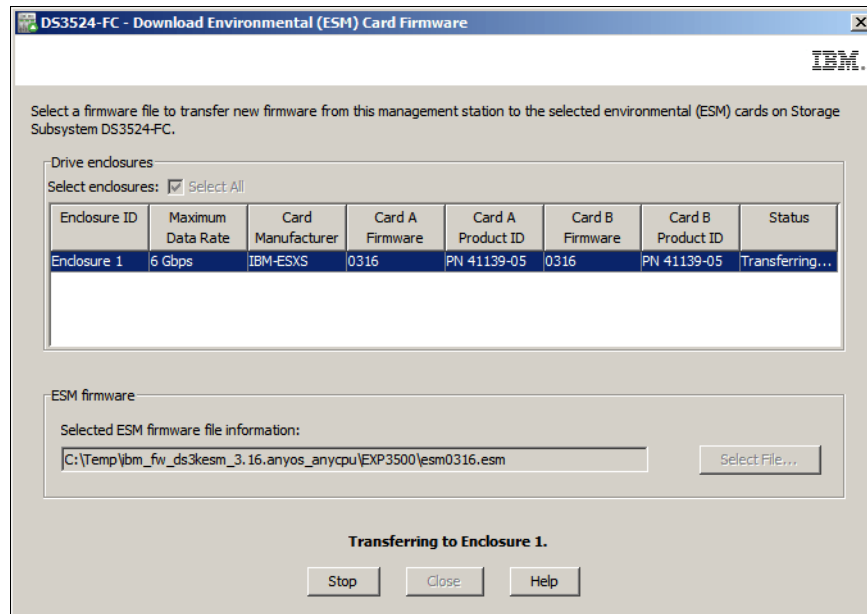 DS3524-FC - Download Environmental (ESM) Card Firmware
IBM.
Select a firmware file to transfer new firmware from this management station to the selected environmental (ESM) cards on Storage
Subsystem DS3524-FC.
Drive enclosures
Select enclosures: Select All
Enclosure ID Maximum Data Rate Card Manufacturer Card A Firmware Card A Product ID Card B Firmware Card B Product ID Status
Enclosure 1 6 Gbps IBM-ESXS 0316 PN 41139-05 0316 PN 41139-05 Transferring...
ESM firmware
Selected ESM firmware file information:
C:\Temp\ibm_fw_ds3kesm_3.16.anyos_anycpu\EXP3500\esm0316.esm
Select File...
Transferring to Enclosure 1.
Stop Close Help